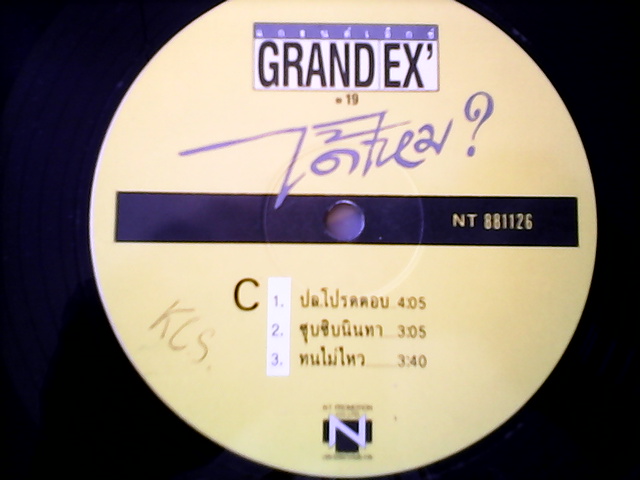 แกรนด์เอ็กซ์
GRAND EX'
= 19
ได้ไหม?
NT 881126
C
1. ปล.โปรดตอบ 4:05
2. ซุบซิบนินทา 3:05
3. ทนไม่ไหว 3:40
KCS
N